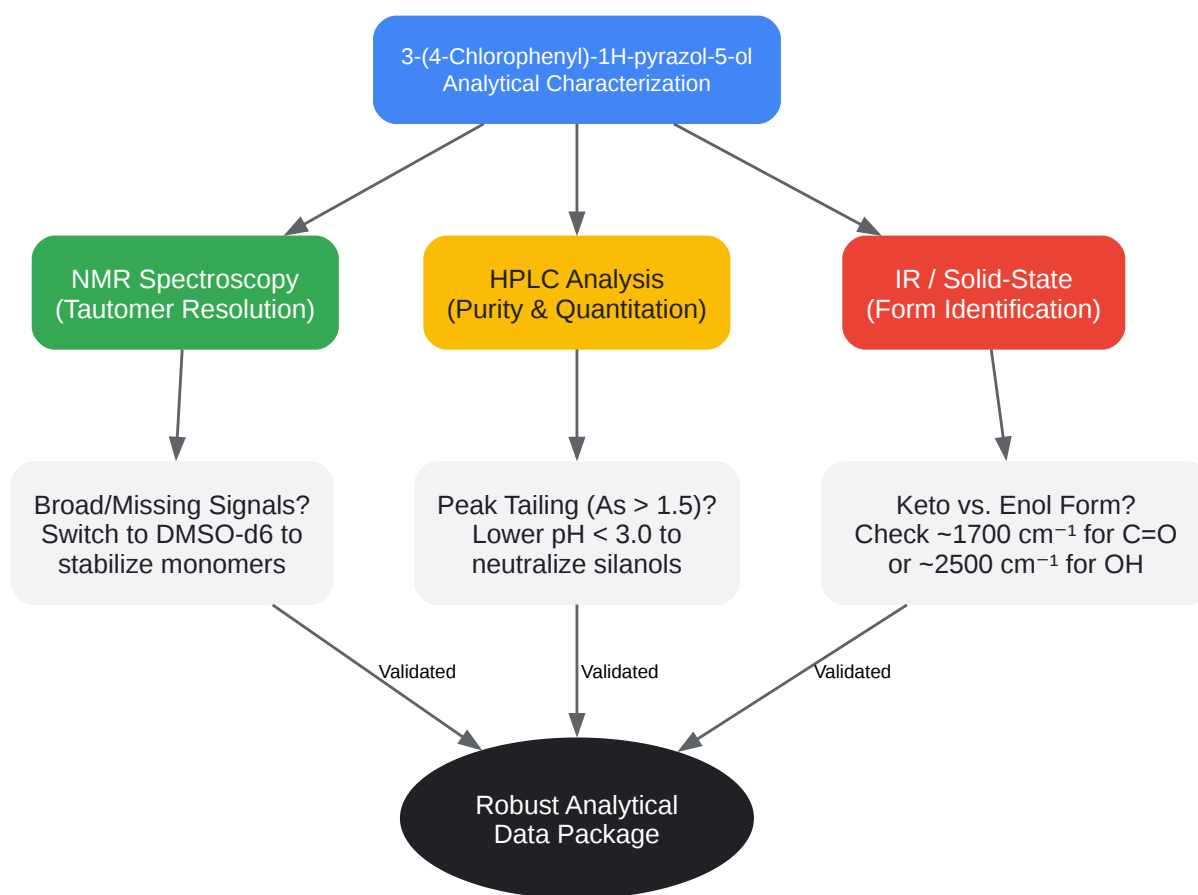 3-(4-Chlorophenyl)-1H-pyrazol-5-ol
Analytical Characterization
NMR Spectroscopy
(Tautomer Resolution)
HPLC Analysis
(Purity & Quantitation)
IR / Solid-State
(Form Identification)
Broad/Missing Signals?
Switch to DMSO-d6 to
stabilize monomers
Peak Tailing (As > 1.5)?
Lower pH < 3.0 to
neutralize silanols
Keto vs. Enol Form?
Check ~1700 cm⁻¹ for C=O
or ~2500 cm⁻¹ for OH
Validated
Validated
Validated
Robust Analytical
Data Package